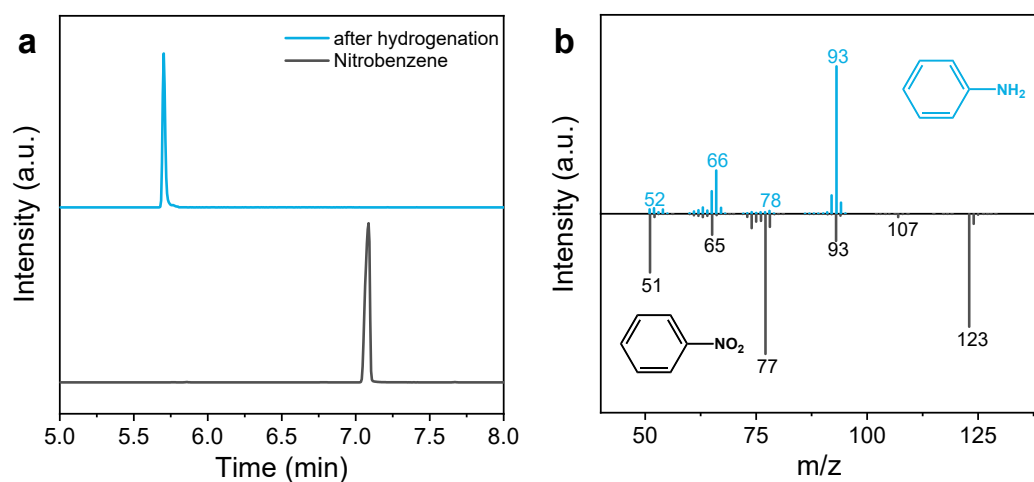 a
after hydrogenation
Nitrobenzene
Intensity (a.u.)
5.0 5.5 6.0 6.5 7.0 7.5 8.0
Time (min)
b
93
NH₂
66
52
78
Intensity (a.u.)
65
93
107
51
NO₂
77
123
50 75 100 125
m/z